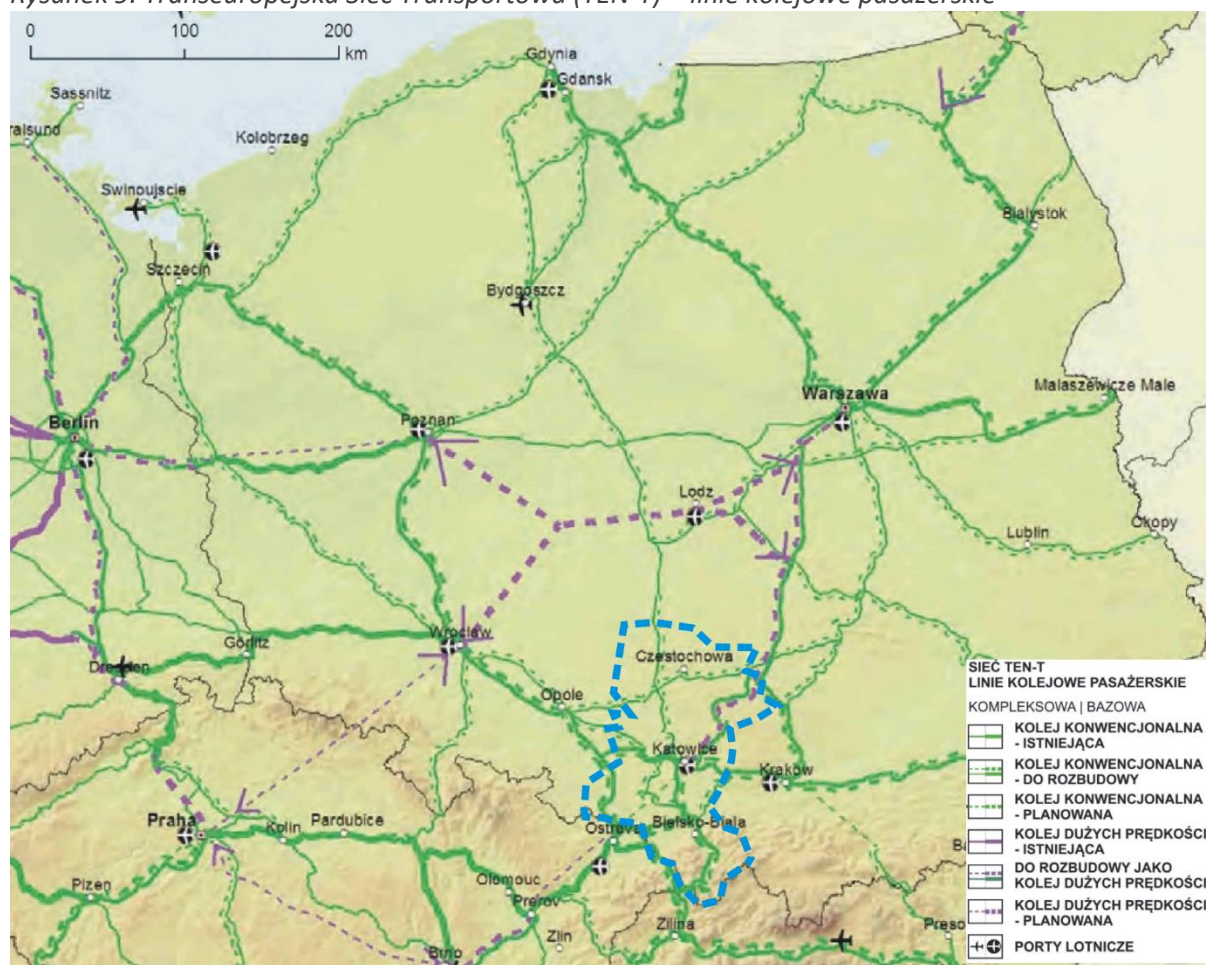 Rysunek 5. Transeuropejska Sieć Transportowa (TEN-T) – linie kolejowe pasażerskie
0 100 200
km
Gdynia
Gdansk
Sassnitz
ralsund
Kolobrzeg
Swinoujscie
Bialystok
Szczecin
Bydgoszcz
Malaszewicze Male
Warszawa
Berlin
Poznan
Lodz
Lublin
Okopy
Görlitz
Wroclaw
Dresden
Czestochowa
Opole
Katowice
Kraków
Praha
Kolin
Pardubice
Ostrava
Bielsko-Biala
Plzen
Olomouc
Prerov
Zlin
Zilina
Brno
Preso
SIEĆ TEN-T
LINIE KOLEJOWE PASAŻERSKIE
KOMPLEKSOWA | BAZOWA
KOLEJ KONWENCJONALNA
- ISTNIEJĄCA
KOLEJ KONWENCJONALNA
- DO ROZBUDOWY
KOLEJ KONWENCJONALNA
- PLANOWANA
KOLEJ DUŻYCH PRĘDKOŚCI
- ISTNIEJĄCA
DO ROZBUDOWY JAKO
KOLEJ DUŻYCH PRĘDKOŚCI
KOLEJ DUŻYCH PRĘDKOŚCI
- PLANOWANA
PORTY LOTNICZE